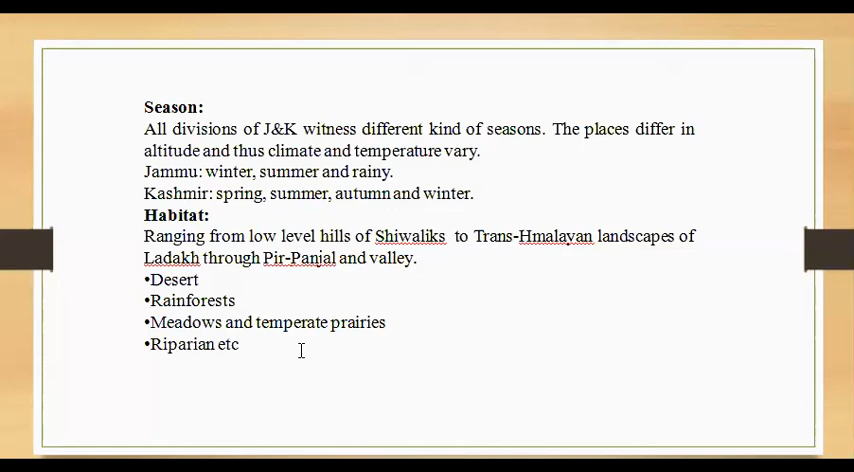 Season:
All divisions of J&K witness different kind of seasons. The places differ in
altitude and thus climate and temperature vary.
Jammu: winter, summer and rainy.
Kashmir: spring, summer, autumn and winter.
Habitat:
Ranging from low level hills of Shiwaliks to Trans-Hmalayan landscapes of
Ladakh through Pir-Panjal and valley.
•Desert
•Rainforests
•Meadows and temperate prairies
•Riparian etc